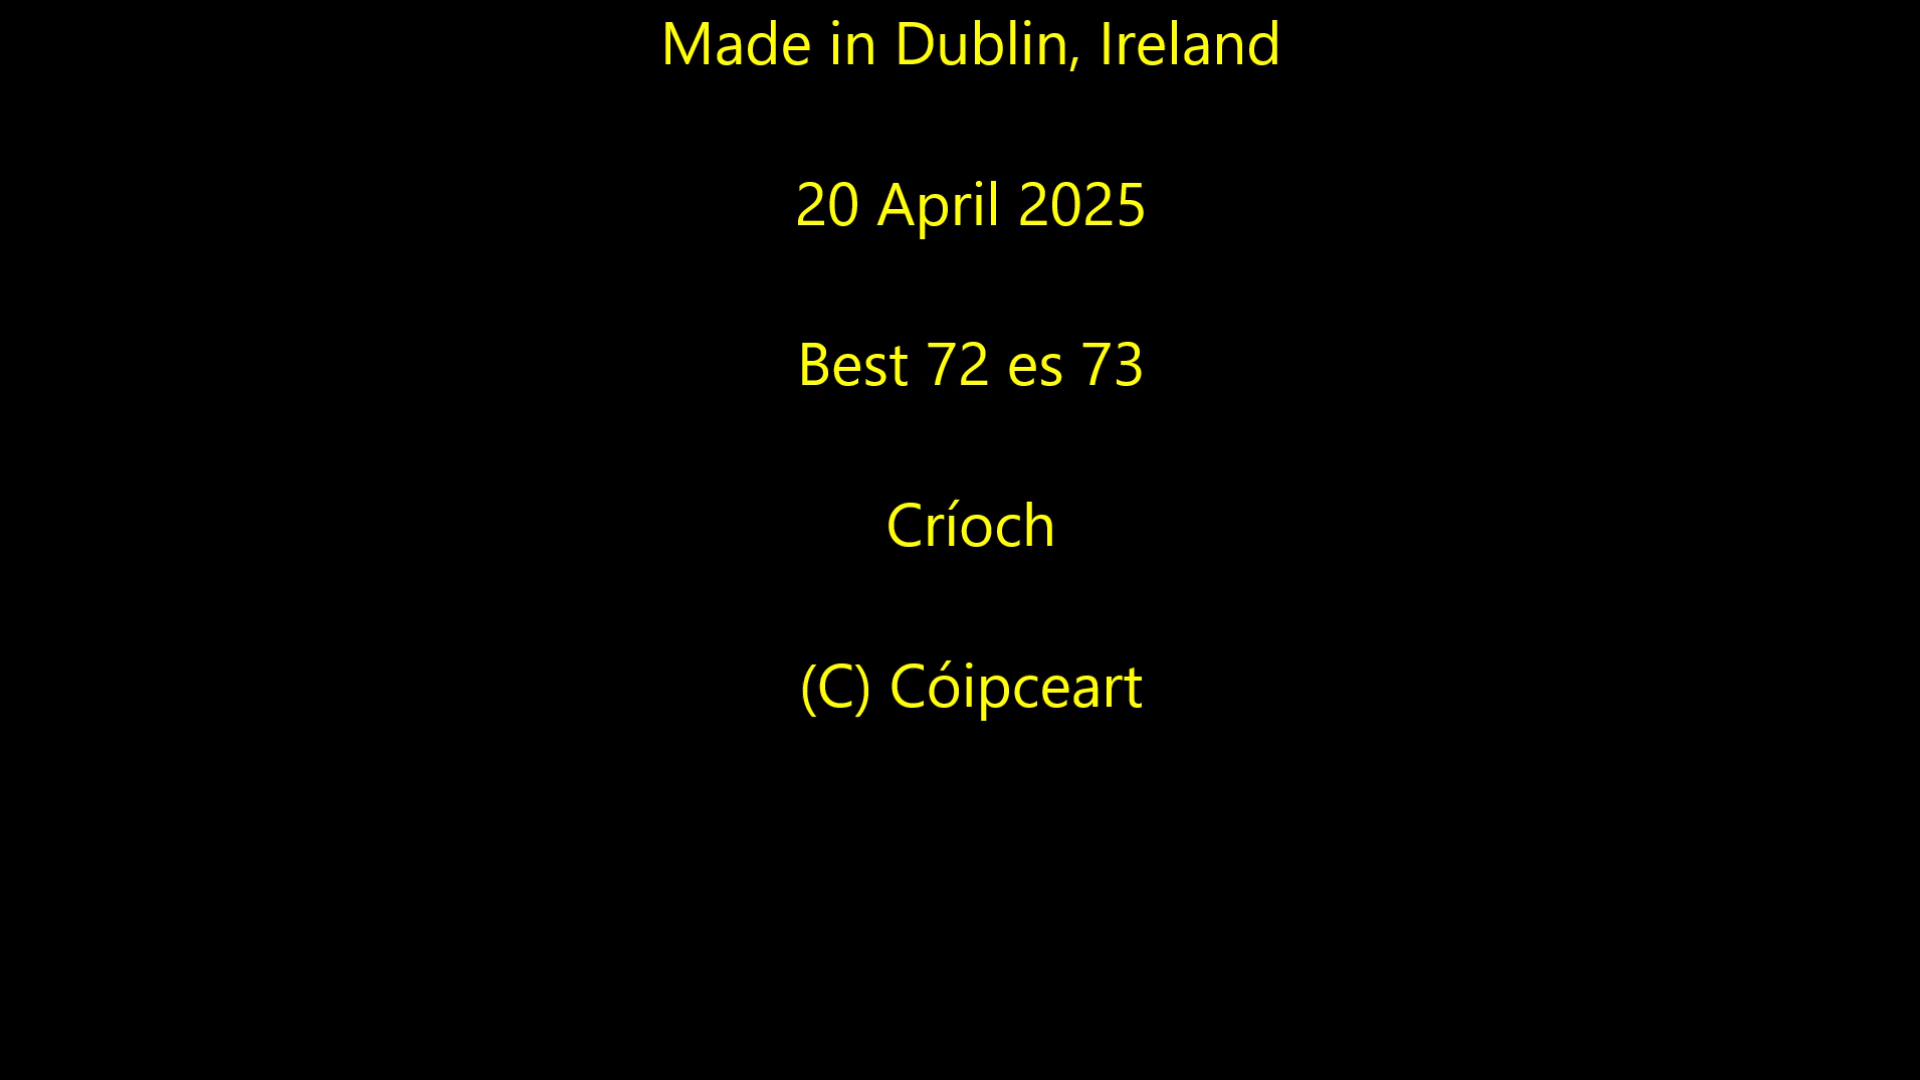 Made in Dublin, Ireland
20 April 2025
Best 72 es 73
Críoch
(C) Cóipceart